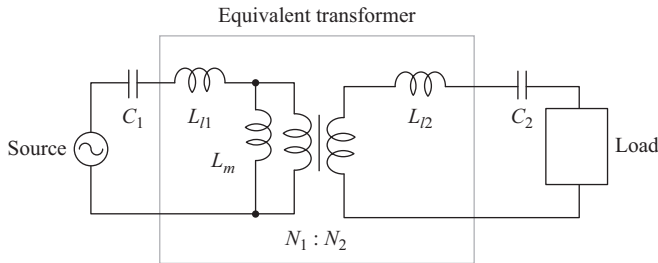 Equivalent transformer
C1
Ll1
Ll2
C2
Source
Lm
Load
N1 : N2